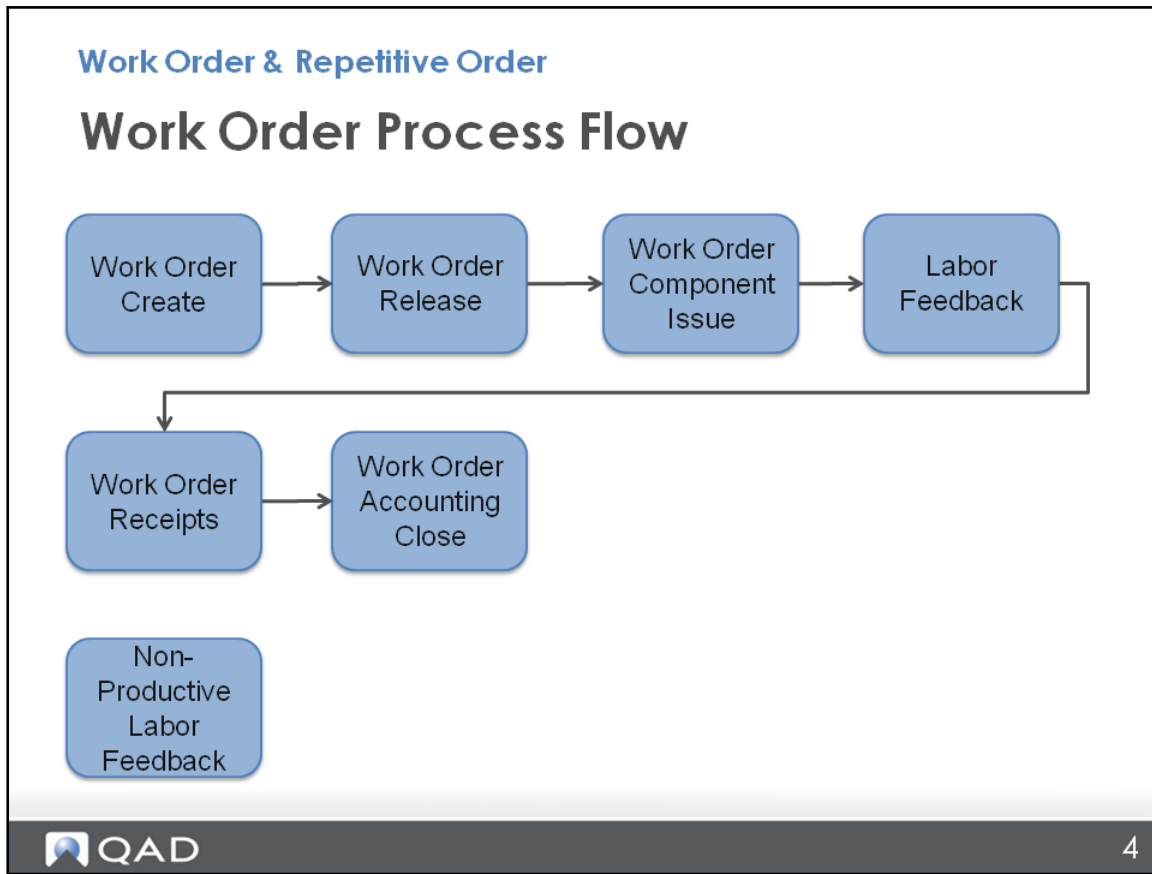 Work Order & Repetitive Order
Work Order Process Flow
Work Order
Create
Work Order
Release
Work Order
Component
Issue
Labor
Feedback
Work Order
Receipts
Work Order
Accounting
Close
Non-
Productive
Labor
Feedback
QAD
4